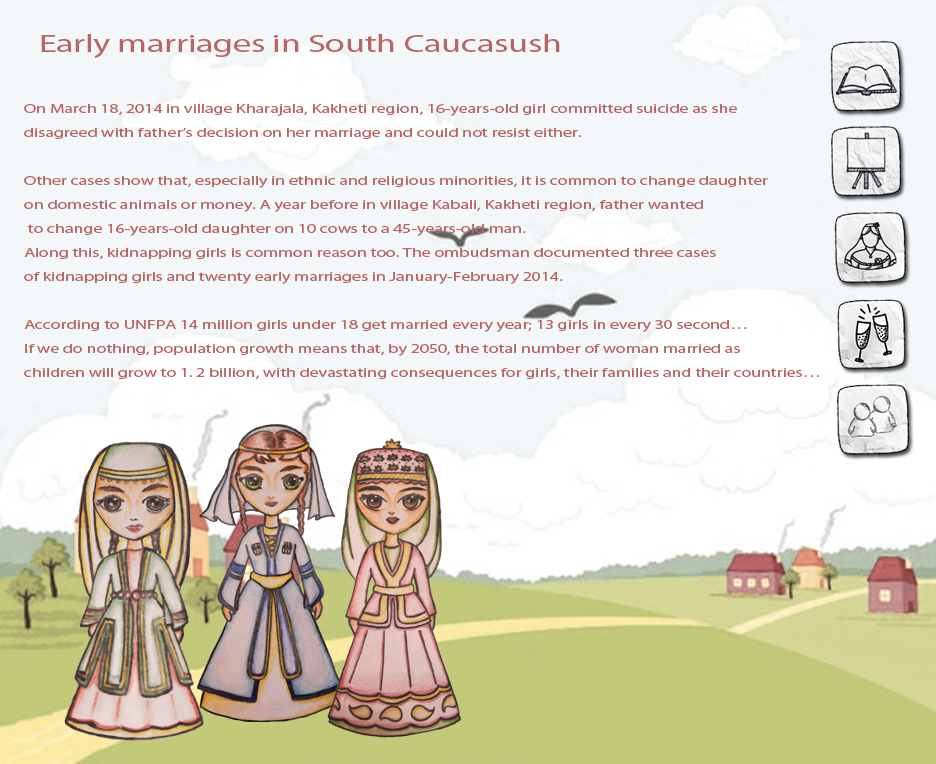 Early marriages in South Caucasush
On March 18, 2014 in village Kharajala, Kakheti region, 16-years-old girl committed suicide as she
disagreed with father's decision on her marriage and could not resist either.
Other cases show that, especially in ethnic and religious minorities, it is common to change daughter
on domestic animals or money. A year before in village Kabali, Kakheti region, father wanted
to change 16-years-old daughter on 10 cows to a 45-years-old man.
Along this, kidnapping girls is common reason too. The ombudsman documented three cases
of kidnapping girls and twenty early marriages in January-February 2014.
According to UNFPA 14 million girls under 18 get married every year; 13 girls in every 30 second...
If we do nothing, population growth means that, by 2050, the total number of woman married as
children will grow to 1. 2 billion, with devastating consequences for girls, their families and their countries...